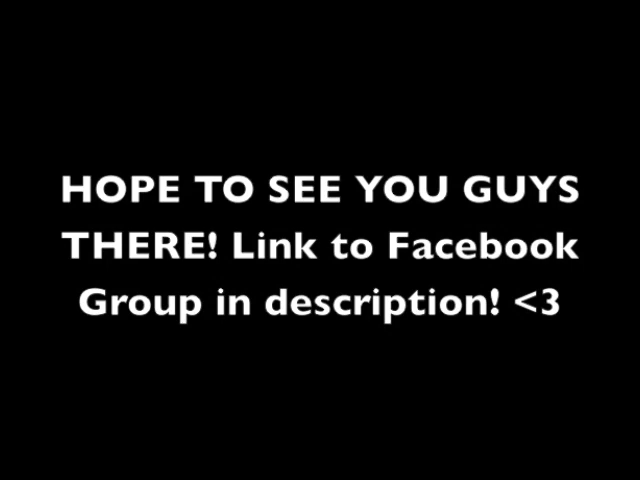 HOPE TO SEE YOU GUYS
THERE! Link to Facebook
Group in description! <3